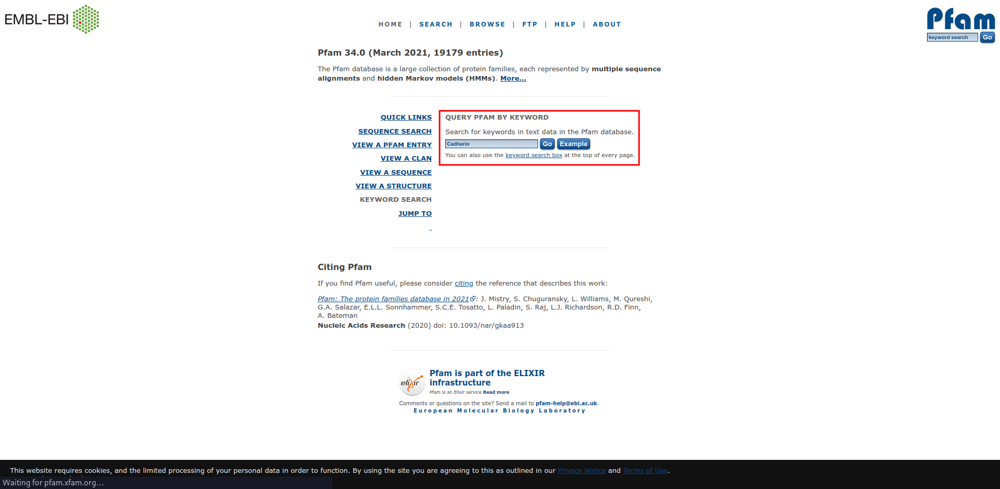 EMBL-EBI
HOME | SEARCH | BROWSE | FTP | HELP | ABOUT
Pfam
keyword search Go
Pfam 34.0 (March 2021, 19179 entries)
The Pfam database is a large collection of protein families, each represented by multiple sequence
alignments and hidden Markov models (HMMs). More...
QUICK LINKS
SEQUENCE SEARCH
VIEW A PFAM ENTRY
VIEW A CLAN
VIEW A SEQUENCE
VIEW A STRUCTURE
KEYWORD SEARCH
JUMP TO
QUERY PFAM BY KEYWORD
Search for keywords in text data in the Pfam database.
Cadherin Go Example
You can also use the keyword search box at the top of every page.
Citing Pfam
If you find Pfam useful, please consider citing the reference that describes this work:
Pfam: The protein families database in 2021: J. Mistry, S. Chuguransky, L. Williams, M. Qureshi,
G.A. Salazar, E.L.L. Sonnhammer, S.C.E. Tosatto, L. Paladin, S. Raj, L.J. Richardson, R.D. Finn,
A. Bateman
Nucleic Acids Research (2020) doi: 10.1093/nar/gkaa913
elixir
Pfam is part of the ELIXIR
infrastructure
Pfam is an Elixir service Read more
Comments or questions on the site? Send a mail to pfam-help@ebi.ac.uk.
European Molecular Biology Laboratory
This website requires cookies, and the limited processing of your personal data in order to function. By using the site you are agreeing to this as outlined in our Privacy Notice and Terms of Use.
Waiting for pfam.xfam.org...